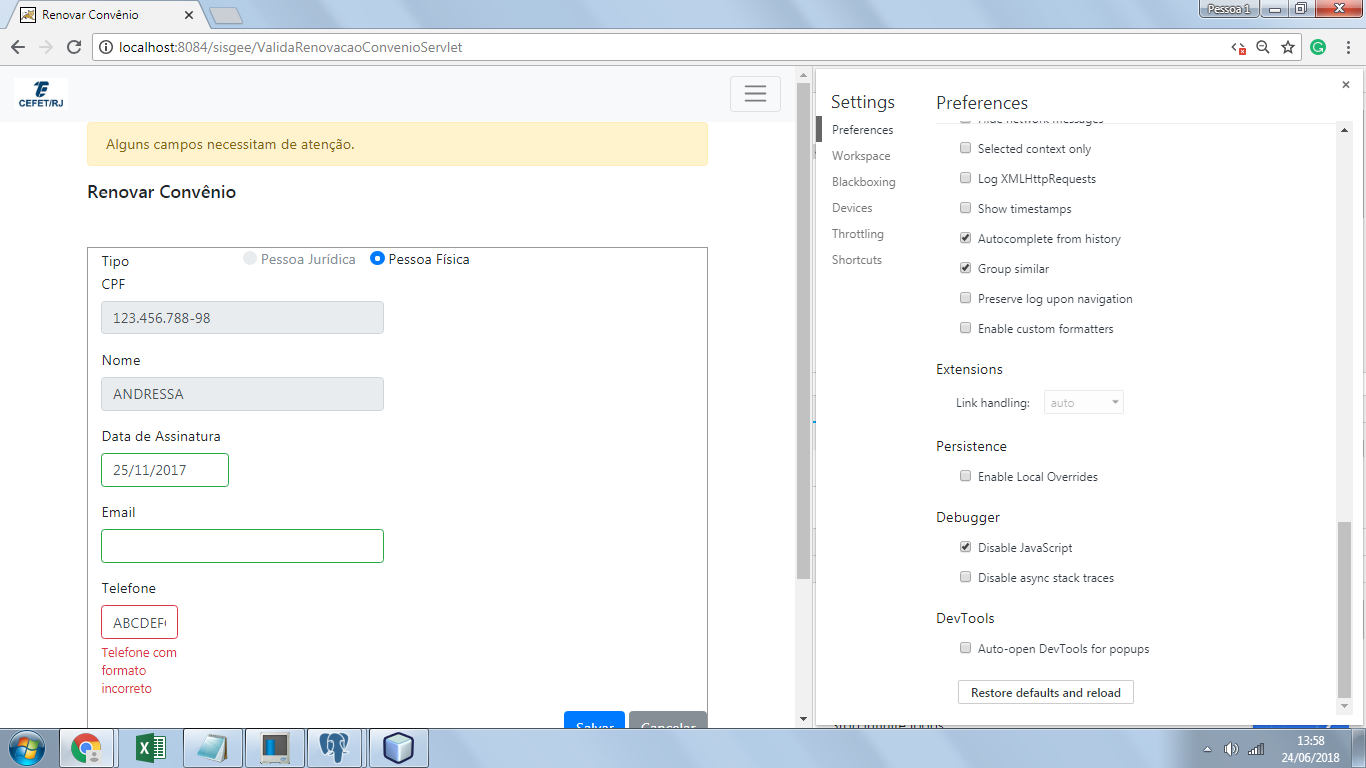 Renovar Convênio
Pessoa 1
localhost:8084/sisgee/ValidaRenovacaoConvenioServlet
CEFET/RJ
Alguns campos necessitam de atenção.
Renovar Convênio
Tipo
Pessoa Jurídica
Pessoa Física
CPF
123.456.788-98
Nome
ANDRESSA
Data de Assinatura
25/11/2017
Email
Telefone
ABCDEF
Telefone com
formato
incorreto
Salvar
Cancelar
Settings
Preferences
Workspace
Blackboxing
Devices
Throttling
Shortcuts
Preferences
Hide network messages
Selected context only
Log XMLHttpRequests
Show timestamps
Autocomplete from history
Group similar
Preserve log upon navigation
Enable custom formatters
Extensions
Link handling:
auto
Persistence
Enable Local Overrides
Debugger
Disable JavaScript
Disable async stack traces
DevTools
Auto-open DevTools for popups
Restore defaults and reload
13:58
24/06/2018